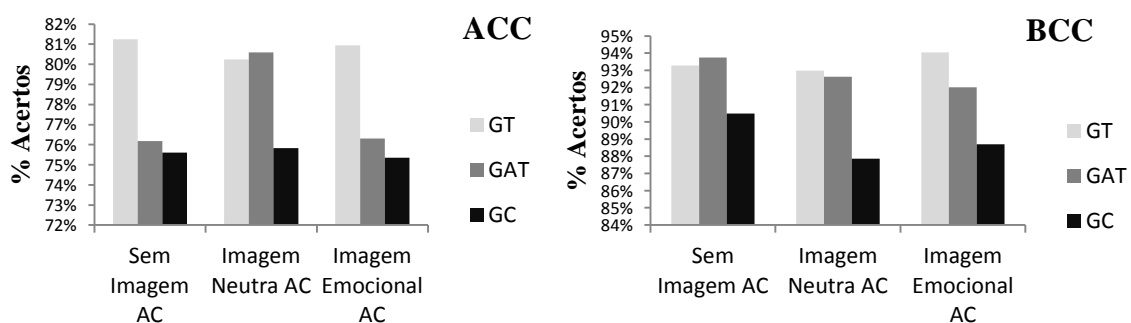 ACC
% Acertos
82%
81%
80%
79%
78%
77%
76%
75%
74%
73%
72%
Sem
Imagem
AC
Imagem
Neutra AC
Imagem
Emocional
AC
GT
GAT
GC
BCC
% Acertos
95%
94%
93%
92%
91%
90%
89%
88%
87%
86%
85%
84%
Sem
Imagem AC
Imagem
Neutra AC
Imagem
Emocional
AC
GT
GAT
GC